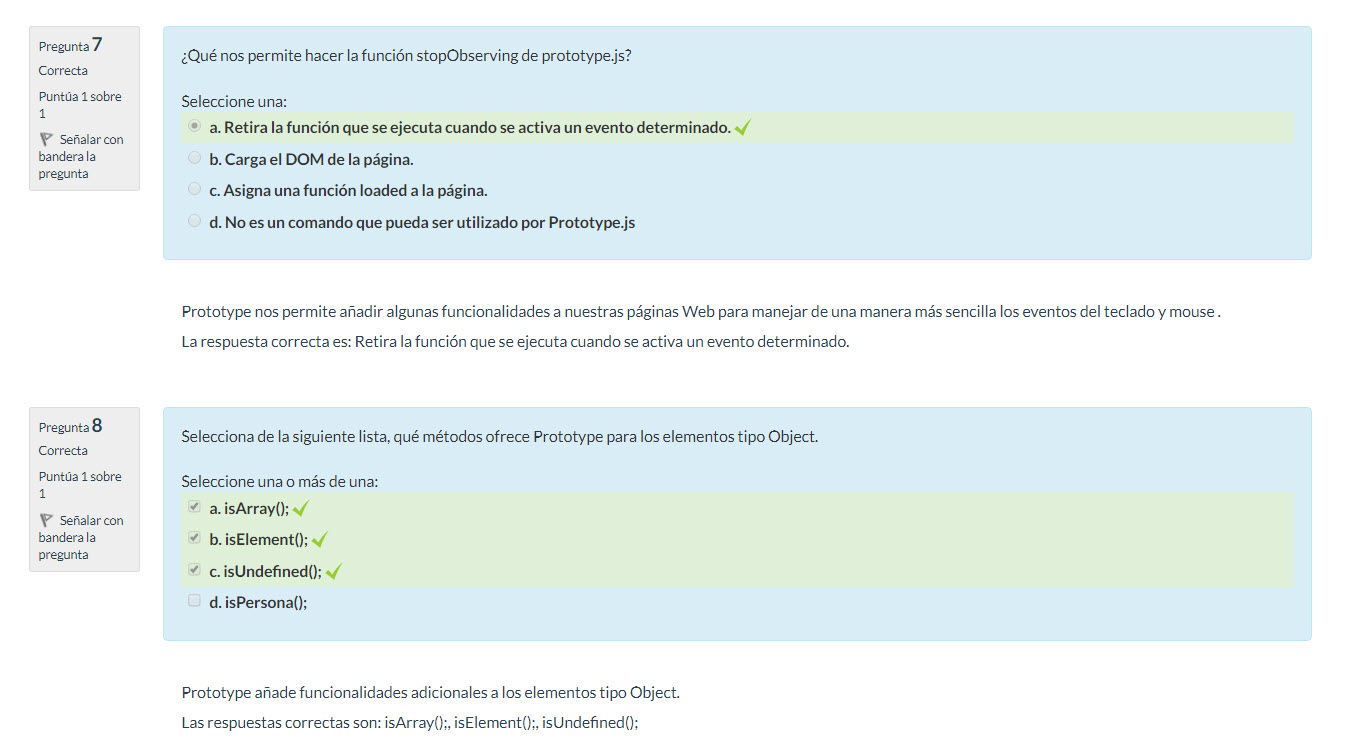 Pregunta 7
Correcta
Puntúa 1 sobre
1
Señalar con
bandera la
pregunta
¿Qué nos permite hacer la función stopObserving de prototype.js?
Seleccione una:
a. Retira la función que se ejecuta cuando se activa un evento determinado.
b. Carga el DOM de la página.
c. Asigna una función loaded a la página.
d. No es un comando que pueda ser utilizado por Prototype.js
Prototype nos permite añadir algunas funcionalidades a nuestras páginas Web para manejar de una manera más sencilla los eventos del teclado y mouse .
La respuesta correcta es: Retira la función que se ejecuta cuando se activa un evento determinado.
Pregunta 8
Correcta
Puntúa 1 sobre
1
Señalar con
bandera la
pregunta
Selecciona de la siguiente lista, qué métodos ofrece Prototype para los elementos tipo Object.
Seleccione una o más de una:
a. isArray();
b. isElement();
c. isUndefined();
d. isPersona();
Prototype añade funcionalidades adicionales a los elementos tipo Object.
Las respuestas correctas son: isArray();, isElement();, isUndefined();